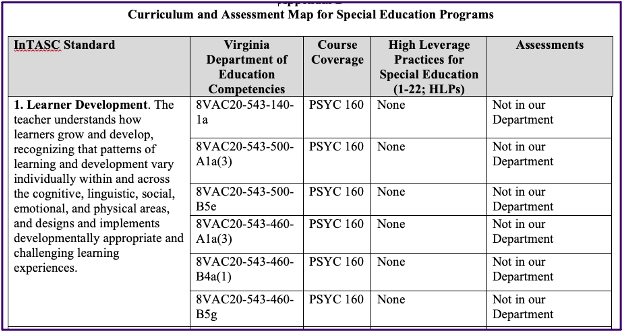 Curriculum and Assessment Map for Special Education Programs
InTASC Standard
Virginia
Department of
Education
Competencies
Course
Coverage
High Leverage
Practices for
Special Education
(1-22; HLPs)
Assessments
1. Learner Development. The
teacher understands how
learners grow and develop,
recognizing that patterns of
learning and development vary
individually within and across
the cognitive, linguistic, social,
emotional, and physical areas,
and designs and implements
developmentally appropriate and
challenging learning
experiences.
8VAC20-543-140-
1a
PSYC 160
None
Not in our
Department
8VAC20-543-500-
A1a(3)
PSYC 160
None
Not in our
Department
8VAC20-543-500-
B5e
PSYC 160
None
Not in our
Department
8VAC20-543-460-
A1a(3)
PSYC 160
None
Not in our
Department
8VAC20-543-460-
B4a(1)
PSYC 160
None
Not in our
Department
8VAC20-543-460-
B5g
PSYC 160
None
Not in our
Department